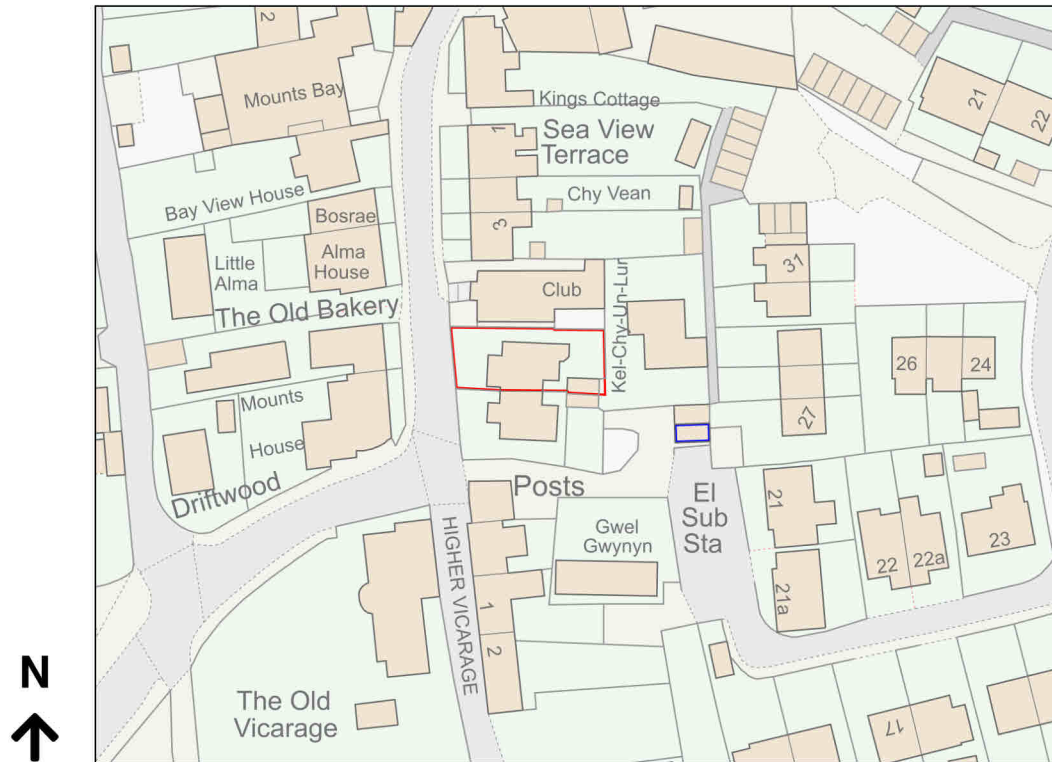 2
Mounts Bay
Kings Cottage
21
22
Sea View
Terrace
1
Bay View House
Bosrae
Chy Vean
3
Little
Alma
Alma
House
31
Club
The Old Bakery
Kel-Chy-Un-Lur
26
24
Mounts
House
27
Driftwood
Posts
El
Sub
Sta
21
Gwel
Gwynyn
23
22
22a
HIGHER VICARAGE
1
21a
2
N
The Old
Vicarage
17